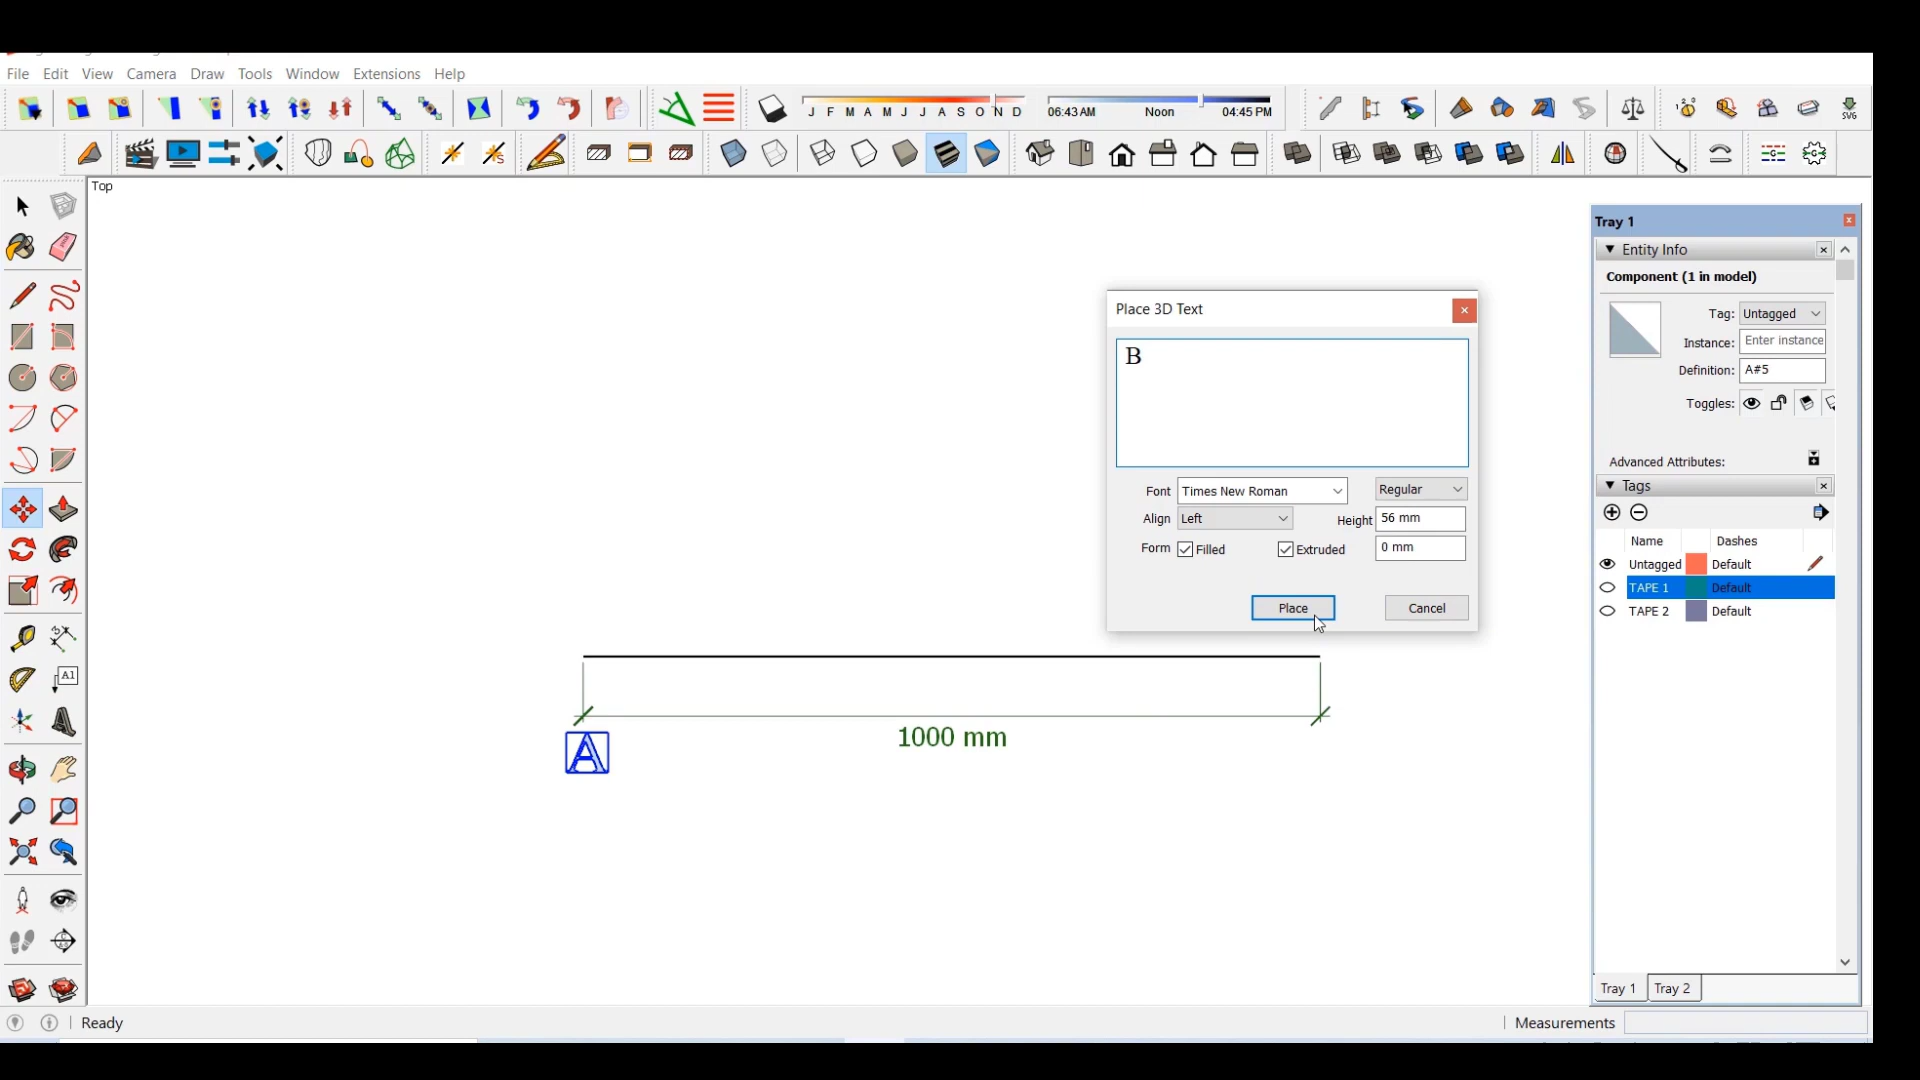 File Edit View Camera Draw Tools Window Extensions Help
J F M A M J J A S O N D 06:43 AM Noon 04:45 PM
SVG
Top
Tray 1
Entity Info
Component (1 in model)
Tag: Untagged
Instance: Enter instance
Definition: A#5
Toggles:
Advanced Attributes:
Tags
Name Dashes
Untagged Default
TAPE 1 Default
TAPE 2 Default
Place 3D Text
B
Font Times New Roman Regular
Align Left Height 56 mm
Form Filled Extruded 0 mm
Place Cancel
A1
1000 mm
A
Tray 1 Tray 2
Ready
Measurements